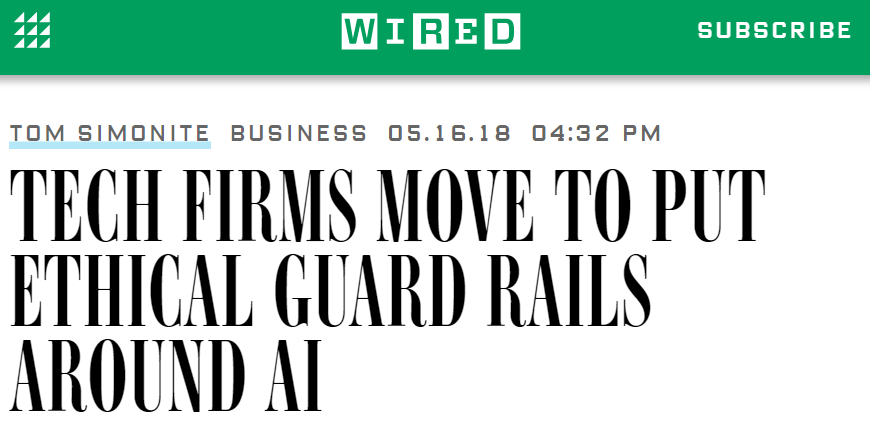 WIRED SUBSCRIBE
TOM SIMONITE BUSINESS 05.16.18 04:32 PM
TECH FIRMS MOVE TO PUT
ETHICAL GUARD RAILS
AROUND AI